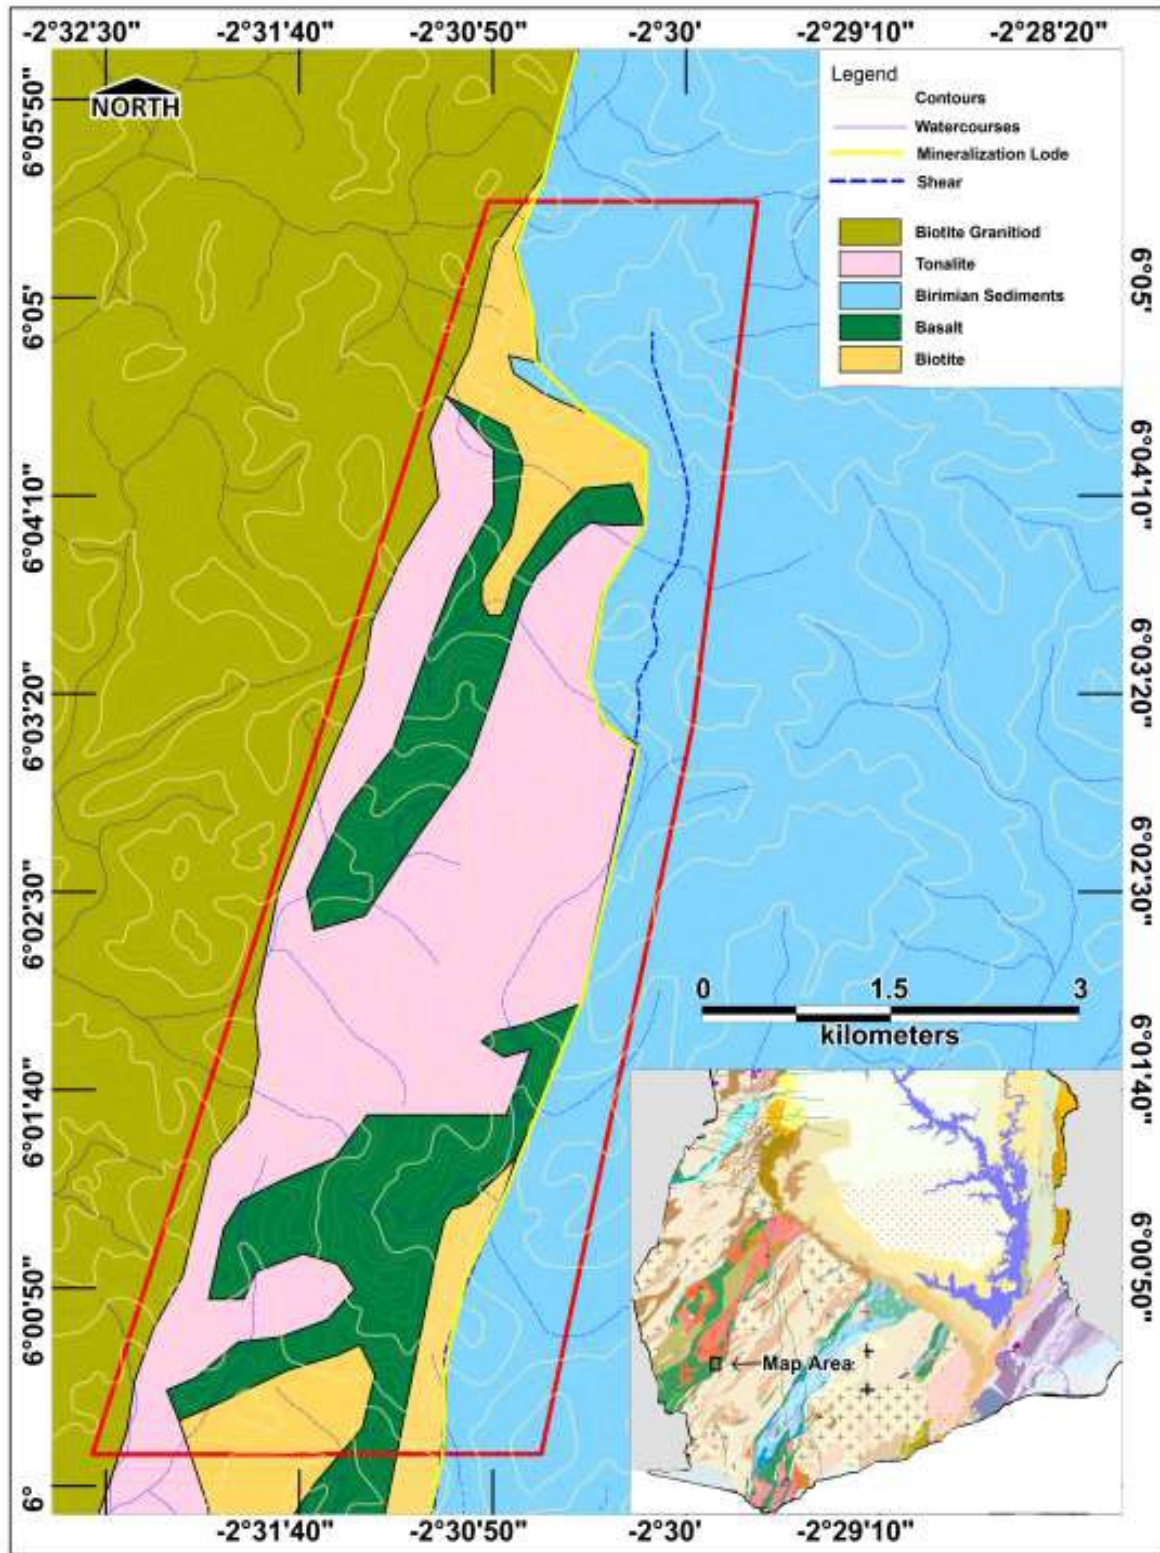 -2°32'30" -2°31'40" -2°30'50" -2°3'0" -2°29'10" -2°28'20"
NORTH
Legend
Contours
Watercourses
Mineralization Lode
Shear
Biotite Granitiod
Tonalite
Birimian Sediments
Basalt
Biotite
6°05'50"
6°05'
6°04'10"
6°03'20"
6°02'30"
6°01'40"
6°00'50"
6°
6°05'
6°04'10"
6°03'20"
6°02'30"
6°01'40"
6°00'50"
0 1.5 3
kilometers
Map Area
-2°31'40" -2°30'50" -2°3'0" -2°29'10"